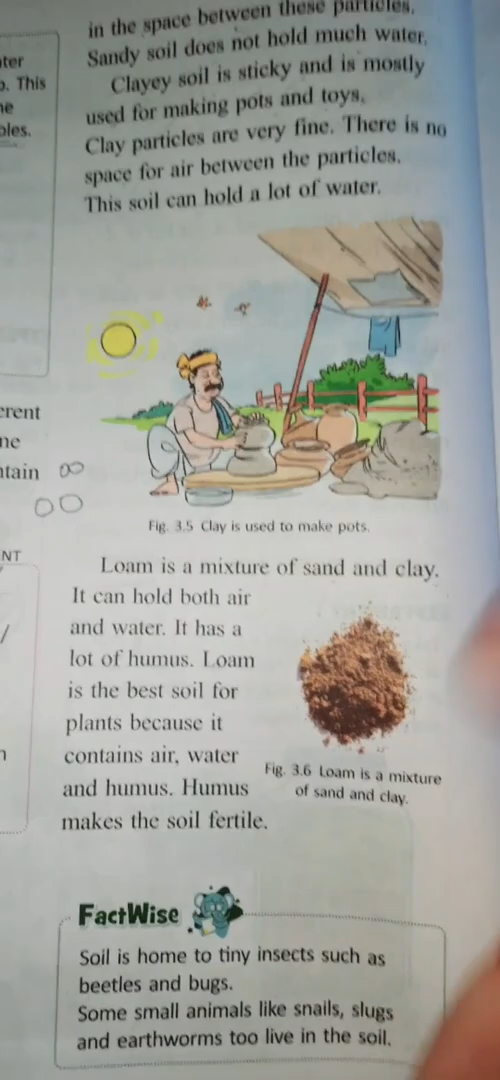 in the space between these particles.
Sandy soil does not hold much water.
Clayey soil is sticky and is mostly
used for making pots and toys.
Clay particles are very fine. There is no
space for air between the particles.
This soil can hold a lot of water.
Fig. 3.5 Clay is used to make pots.
Loam is a mixture of sand and clay.
It can hold both air
and water. It has a
lot of humus. Loam
is the best soil for
plants because it
contains air, water
and humus. Humus
makes the soil fertile.
Fig. 3.6 Loam is a mixture
of sand and clay.
FactWise
Soil is home to tiny insects such as
beetles and bugs.
Some small animals like snails, slugs
and earthworms too live in the soil.